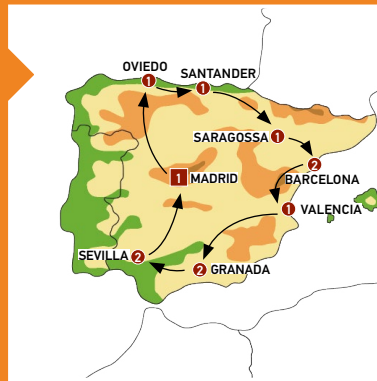 OVIEDO
1
SANTANDER
1
SARAGOSSA 1
2
BARCELONA
1 MADRID
1 VALENCIA
SEVILLA 2
2 GRANADA